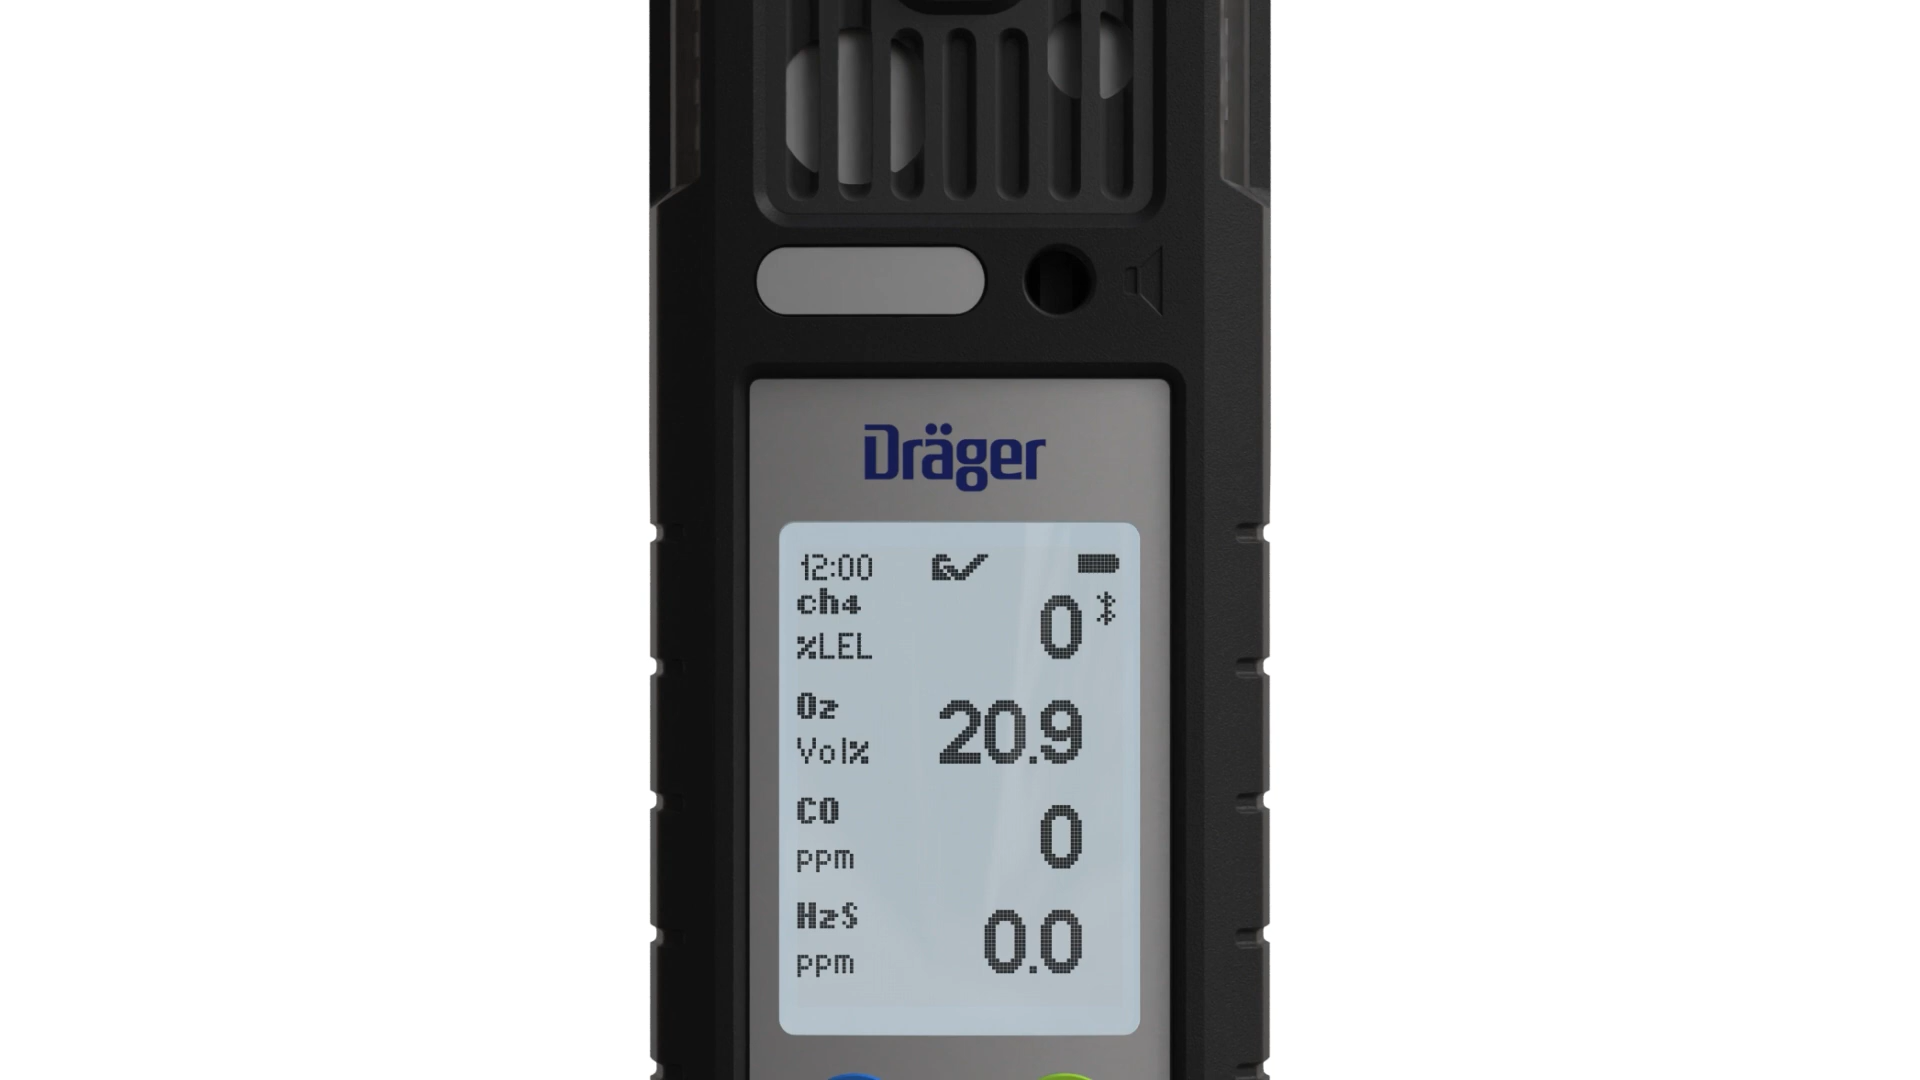 Dräger
12:00
ch4 0
%LEL
O2 20.9
Vol%
CO 0
ppm
H2S 0.0
ppm